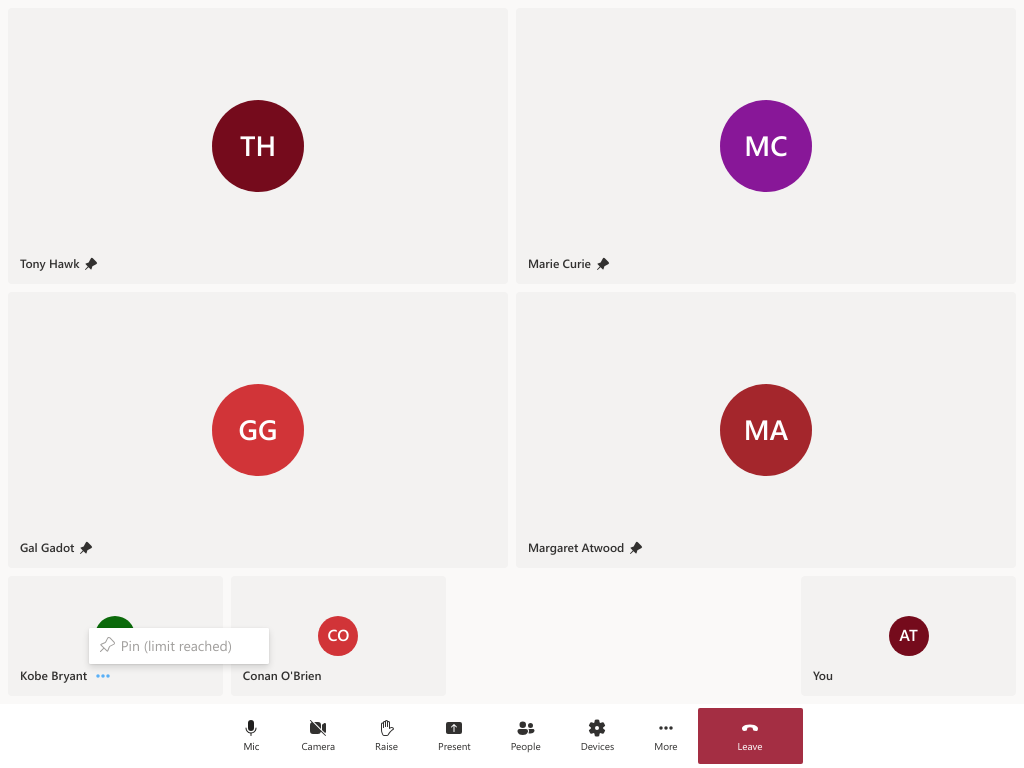 TH
MC
Tony Hawk
Marie Curie
GG
MA
Gal Gadot
Margaret Atwood
Pin (limit reached)
CO
AT
Kobe Bryant
Conan O'Brien
You
Mic
Camera
Raise
Present
People
Devices
More
Leave